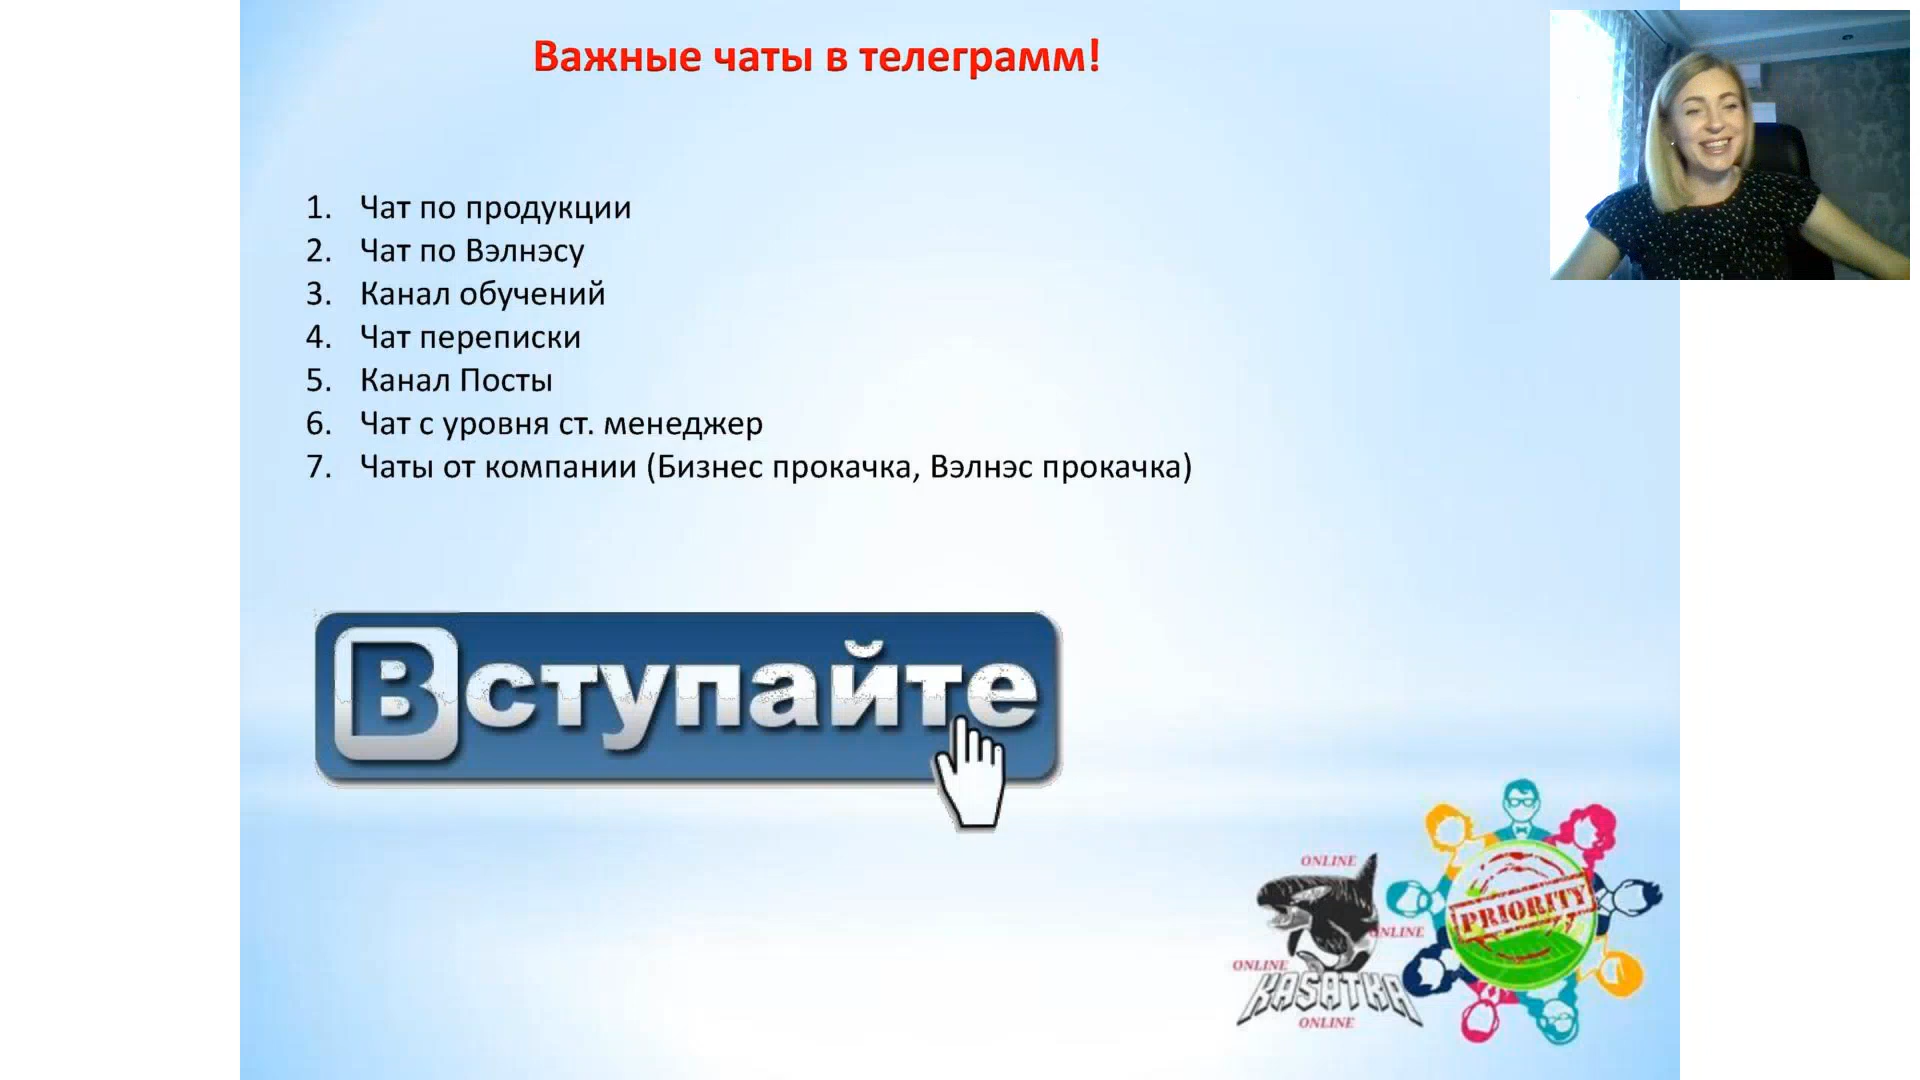 Важные чаты в телеграмм!
1. Чат по продукции
2. Чат по Вэлнэсу
3. Канал обучений
4. Чат переписки
5. Канал Посты
6. Чат с уровня ст. менеджер
7. Чаты от компании (Бизнес прокачка, Вэлнэс прокачка)
Вступайте
ONLINE
ONLINE
ONLINE
KASATKA
ONLINE
PRIORITY